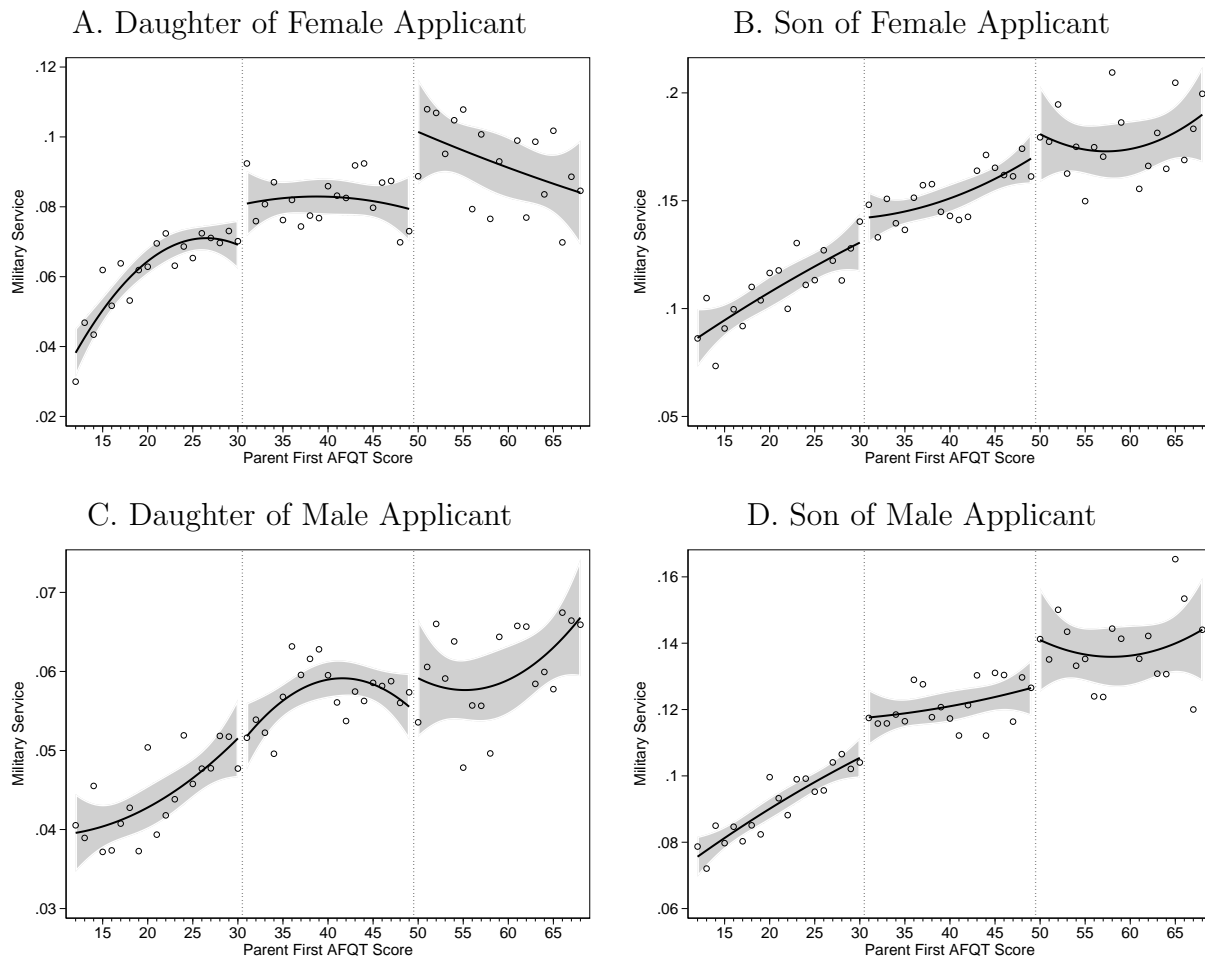 A. Daughter of Female Applicant
.12
.1
.08
.06
.04
.02
Military Service
15 20 25 30 35 40 45 50 55 60 65
Parent First AFQT Score
B. Son of Female Applicant
.2
.15
.1
.05
Military Service
15 20 25 30 35 40 45 50 55 60 65
Parent First AFQT Score
C. Daughter of Male Applicant
.07
.06
.05
.04
.03
Military Service
15 20 25 30 35 40 45 50 55 60 65
Parent First AFQT Score
D. Son of Male Applicant
.16
.14
.12
.1
.08
.06
Military Service
15 20 25 30 35 40 45 50 55 60 65
Parent First AFQT Score